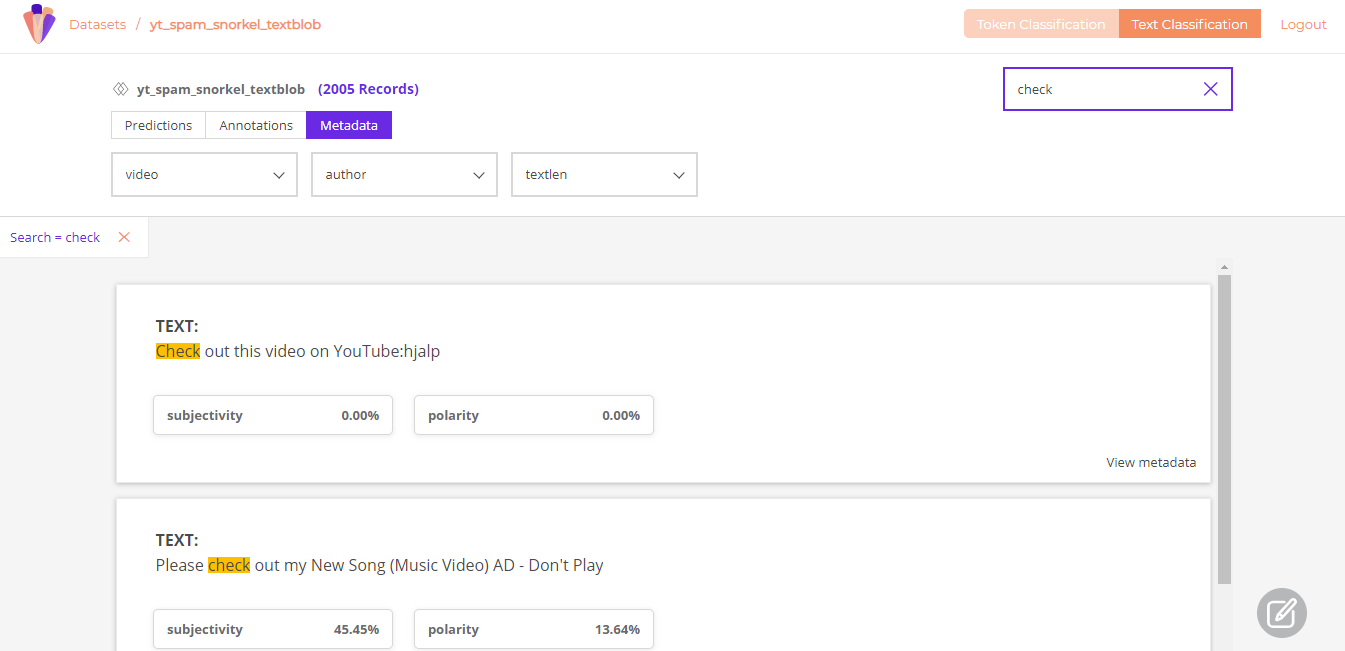 Datasets / yt_spam_snorkel_textblob
Token Classification Text Classification Logout
yt_spam_snorkel_textblob (2005 Records)
check
Predictions Annotations Metadata
video author textlen
Search = check
TEXT:
Check out this video on YouTube:hjalp
subjectivity 0.00% polarity 0.00%
View metadata
TEXT:
Please check out my New Song (Music Video) AD - Don't Play
subjectivity 45.45% polarity 13.64%